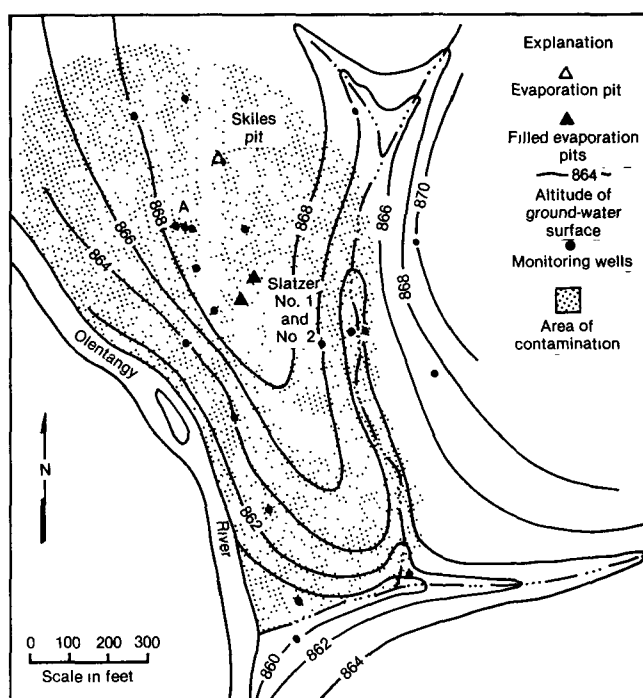 Explanation
Evaporation pit
Filled evaporation
pits
864
Altitude of
ground-water
surface
Monitoring wells
Area of
contamination
Skiles
pit
A
868
866
864
868
866
870
868
Slatzer
No. 1
and
No. 2
Olentangy
River
N
862
860
862
864
0 100 200 300
Scale in feet